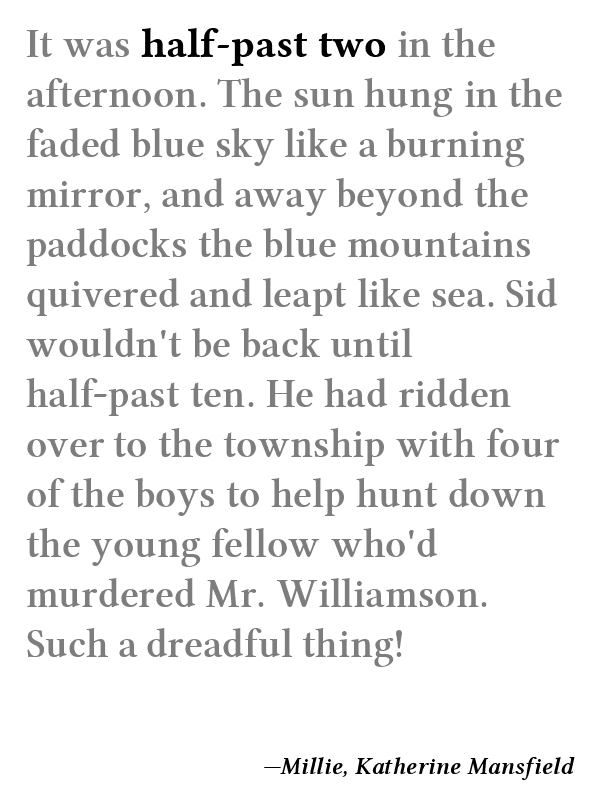 It was half-past two in the
afternoon. The sun hung in the
faded blue sky like a burning
mirror, and away beyond the
paddocks the blue mountains
quivered and leapt like sea. Sid
wouldn't be back until
half-past ten. He had ridden
over to the township with four
of the boys to help hunt down
the young fellow who'd
murdered Mr. Williamson.
Such a dreadful thing!
—Millie, Katherine Mansfield